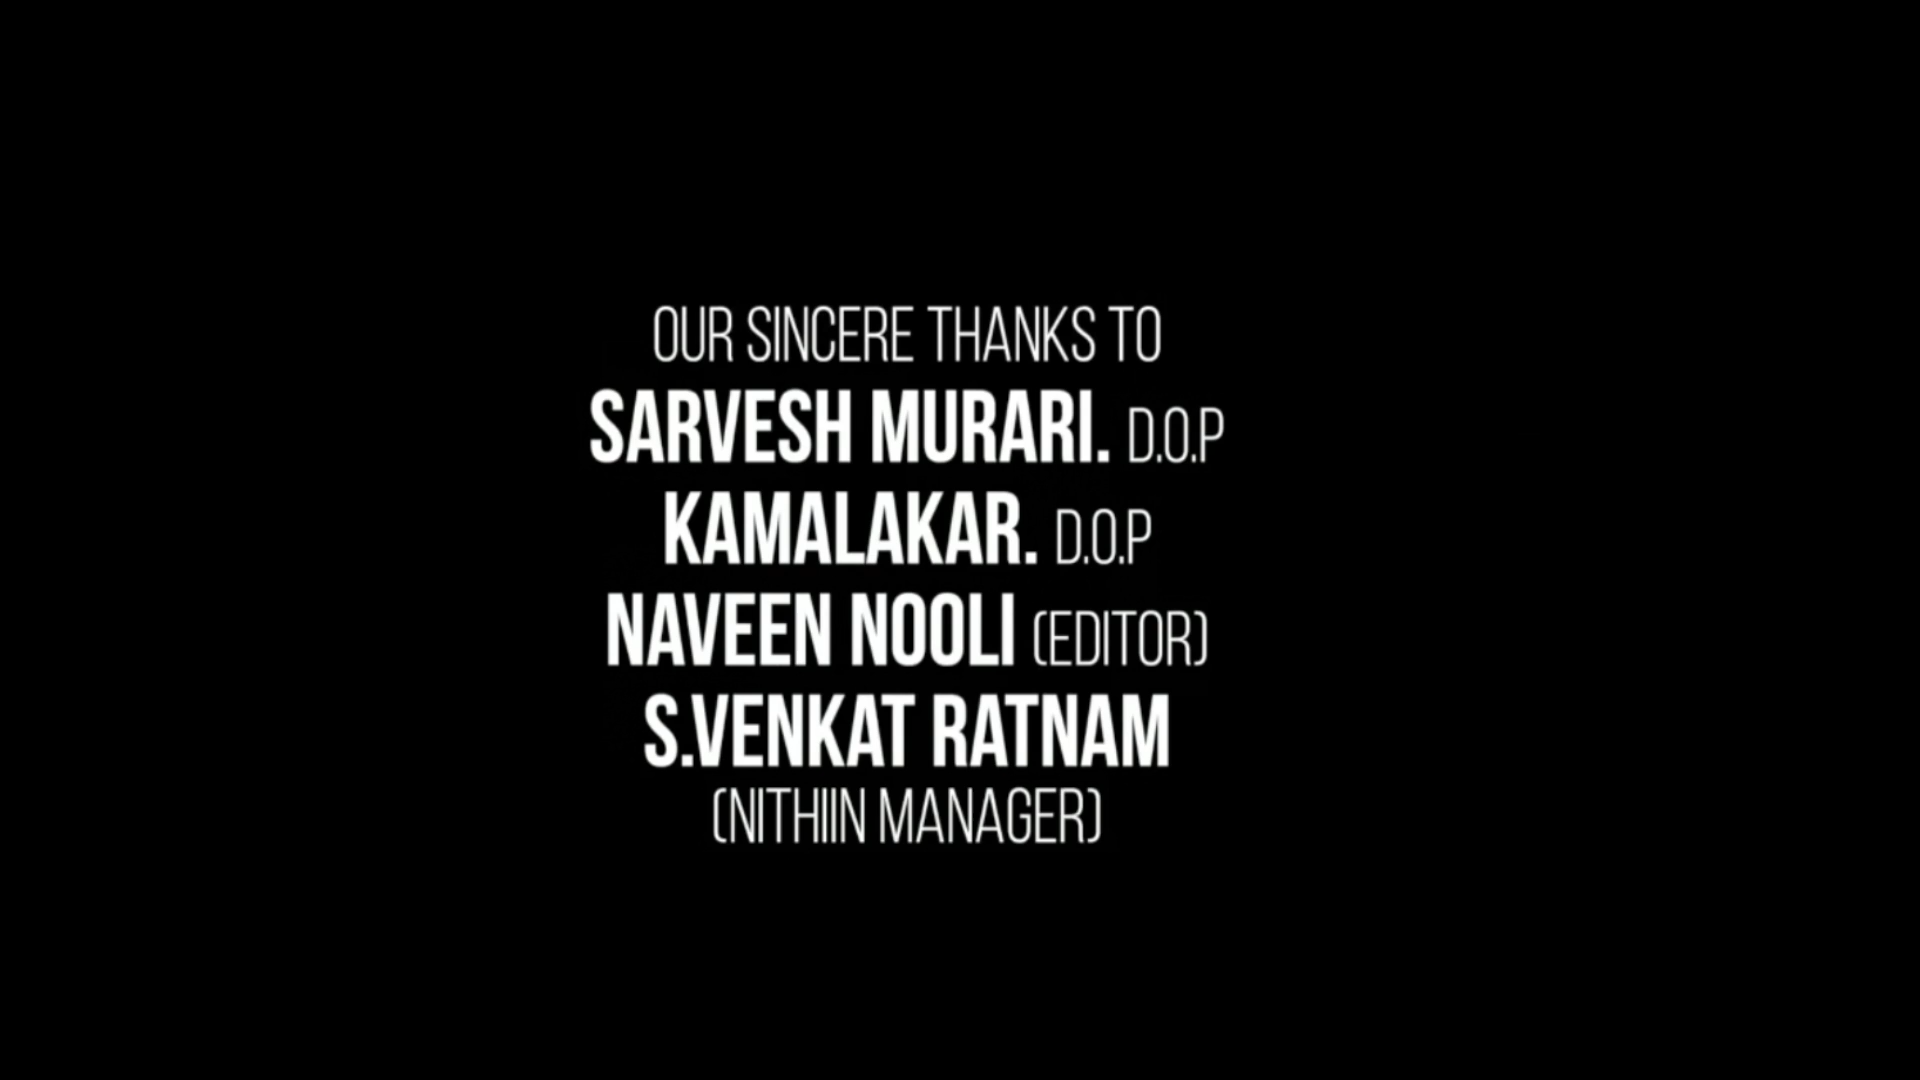 OUR SINCERE THANKS TO
SARVESH MURARI. D.O.P
KAMALAKAR. D.O.P
NAVEEN NOOLI (EDITOR)
S.VENKAT RATNAM
(NITHIIN MANAGER)